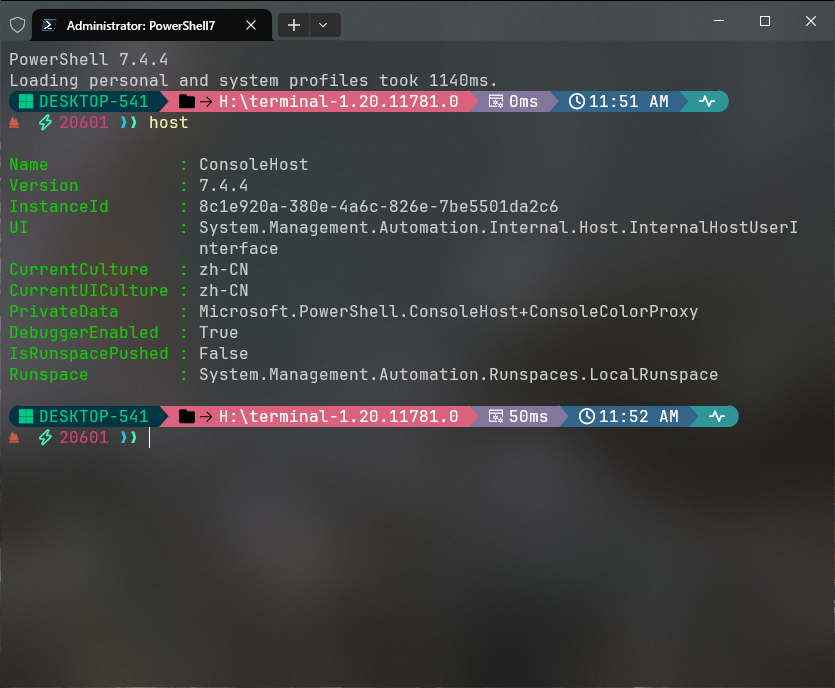 Administrator: PowerShell7
PowerShell 7.4.4
Loading personal and system profiles took 1140ms.
DESKTOP-541 → H:\terminal-1.20.11781.0 0ms 11:51 AM
20601 ❫❫ host
Name : ConsoleHost
Version : 7.4.4
InstanceId : 8c1e920a-380e-4a6c-826e-7be5501da2c6
UI : System.Management.Automation.Internal.Host.InternalHostUserI
nterface
CurrentCulture : zh-CN
CurrentUICulture : zh-CN
PrivateData : Microsoft.PowerShell.ConsoleHost+ConsoleColorProxy
DebuggerEnabled : True
IsRunspacePushed : False
Runspace : System.Management.Automation.Runspaces.LocalRunspace
DESKTOP-541 → H:\terminal-1.20.11781.0 50ms 11:52 AM
20601 ❫❫